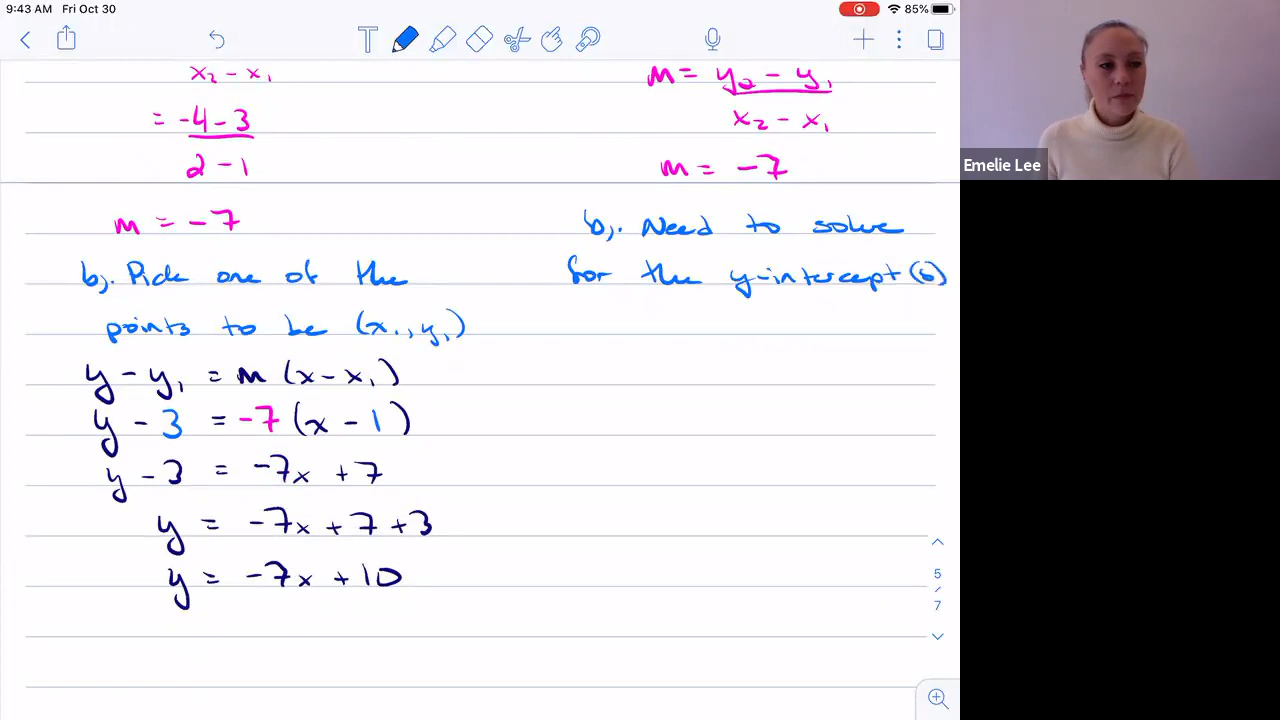 9:43 AM Fri Oct 30
85%
x₂ - x₁
= -4 - 3
2 - 1
m = -7
b). Pick one of the
points to be (x₁, y₁)
y - y₁ = m (x - x₁)
y - 3 = -7 (x - 1)
y - 3 = -7x + 7
y = -7x + 7 + 3
y = -7x + 10
m = y₂ - y₁
x₂ - x₁
m = -7
b). Need to solve
for the y-intercept (b)
5
7
Emelie Lee